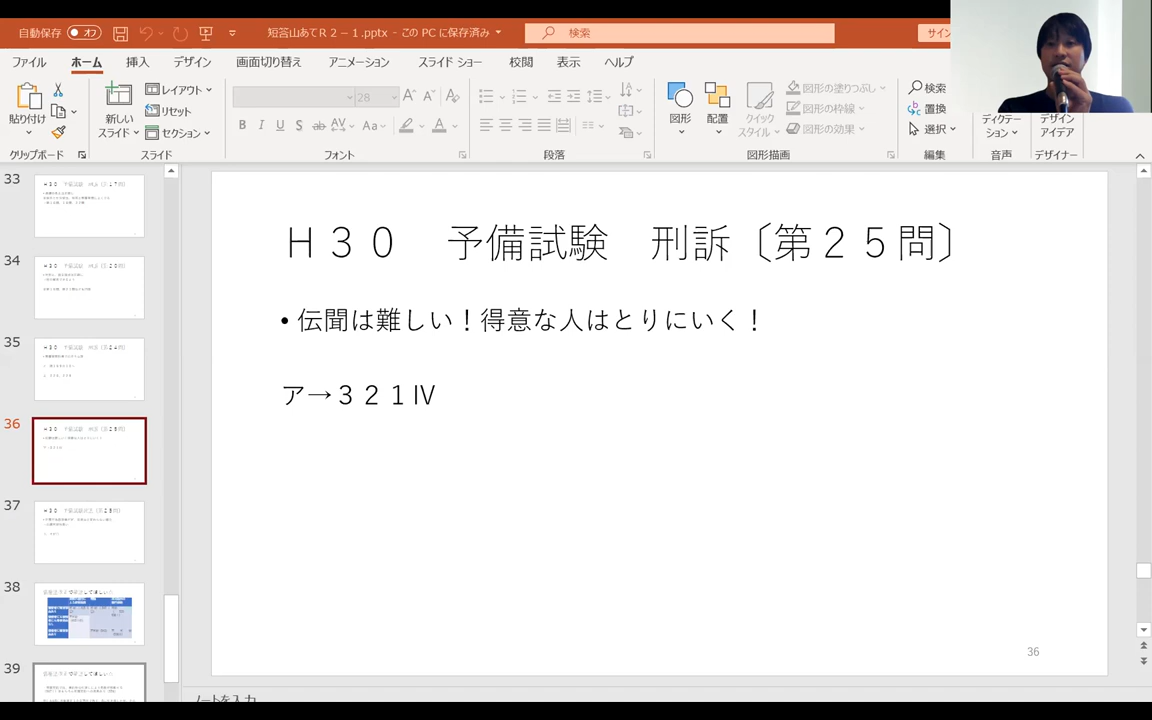 自動保存 オフ
短答山あてR２－１.pptx - この PC に保存済み
検索
サイン
ファイル ホーム 挿入 デザイン 画面切り替え アニメーション スライド ショー 校閲 表示 ヘルプ
貼り付け
新しい
スライド
レイアウト
リセット
セクション
28
B I U S ab AV Aa
A
図形
配置
クイック
スタイル
図形の塗りつぶし
図形の枠線
図形の効果
検索
置換
選択
ディクテー
ション
デザイン
アイデア
クリップボード スライド フォント 段落 図形描画 編集 音声 デザイナー
33
34
35
36
37
38
39
Ｈ３０　予備試験　刑訴〔第２５問〕
• 伝聞は難しい！得意な人はとりにいく！
ア→３２１Ⅳ
36
ノートを入力